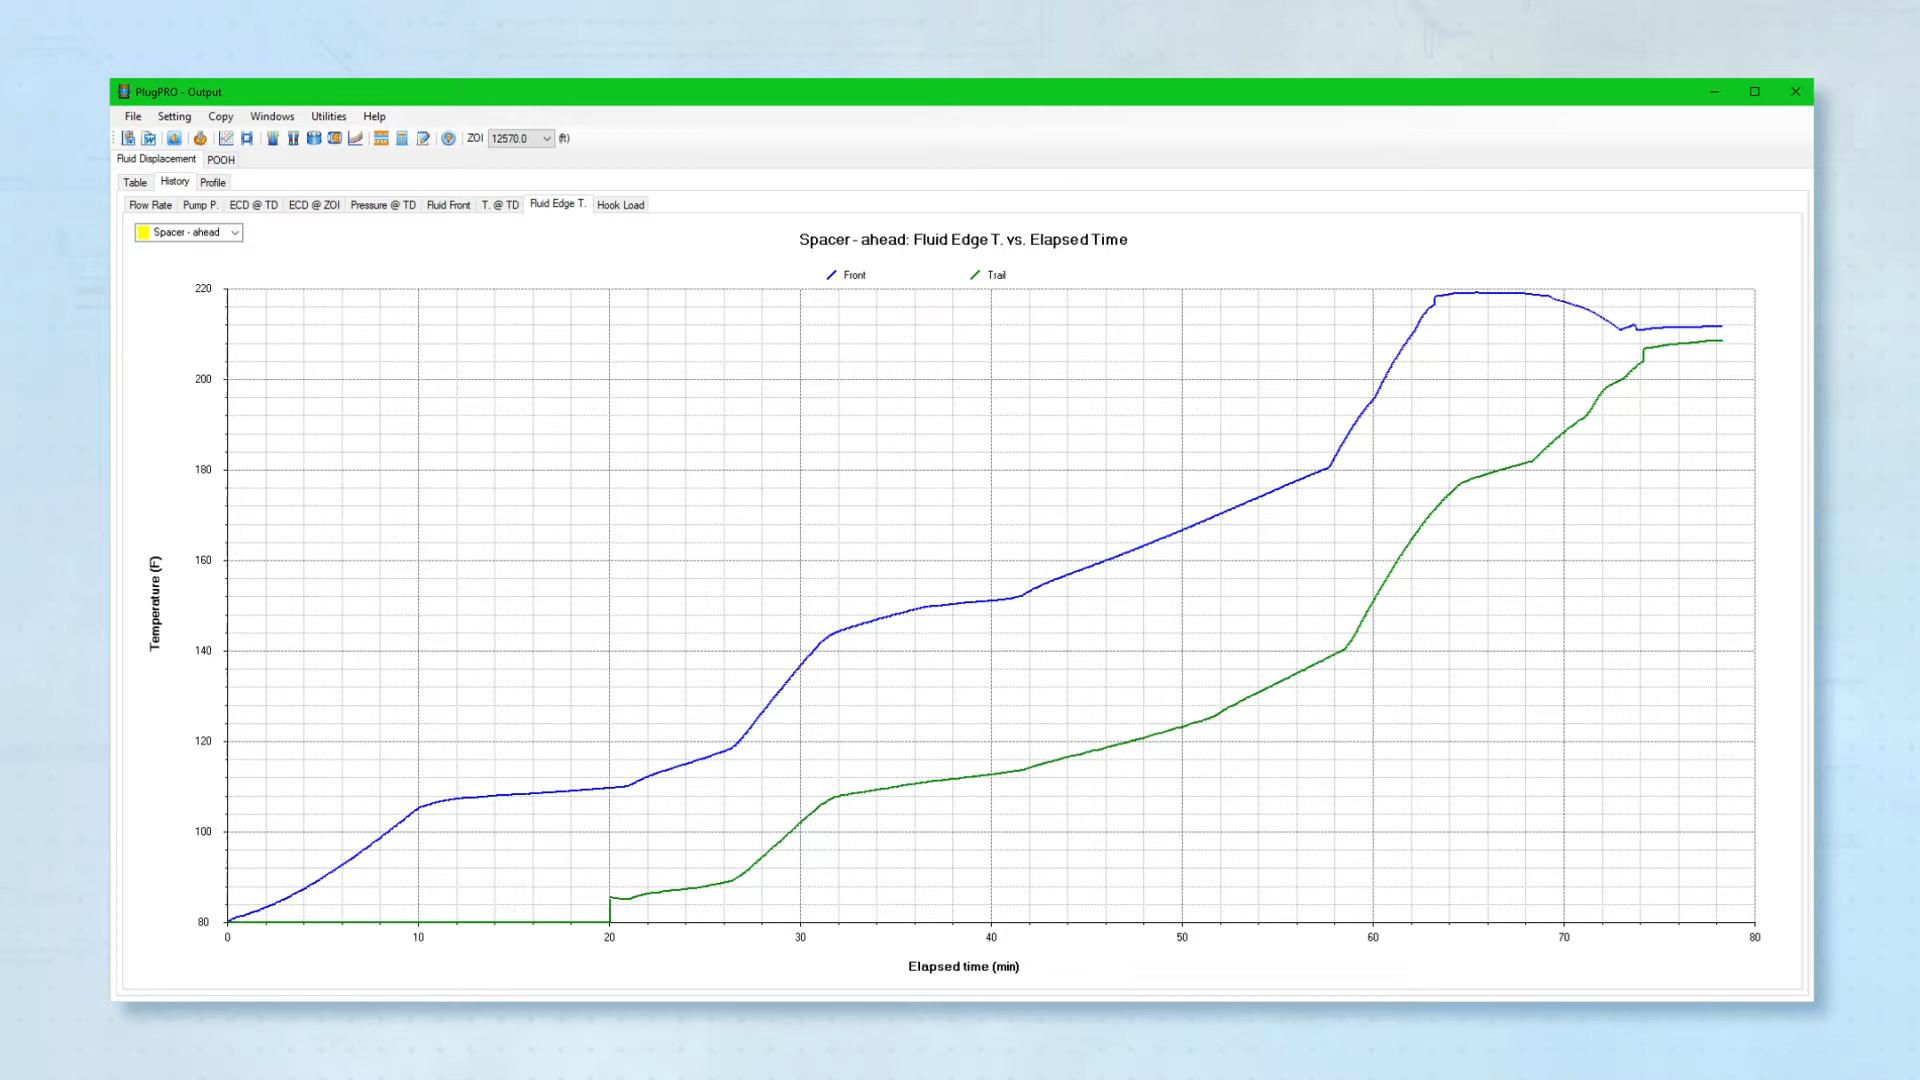 PlugPRO - Output
File Setting Copy Windows Utilities Help
ZOI 12570.0 (ft)
Fluid Displacement POOH
Table History Profile
Flow Rate Pump P. ECD @ TD ECD @ ZOI Pressure @ TD Fluid Front T. @ TD Fluid Edge T. Hook Load
Spacer - ahead
Spacer - ahead: Fluid Edge T. vs. Elapsed Time
Front Trail
220
200
180
160
140
120
100
80
Temperature (F)
0 10 20 30 40 50 60 70 80
Elapsed time (min)